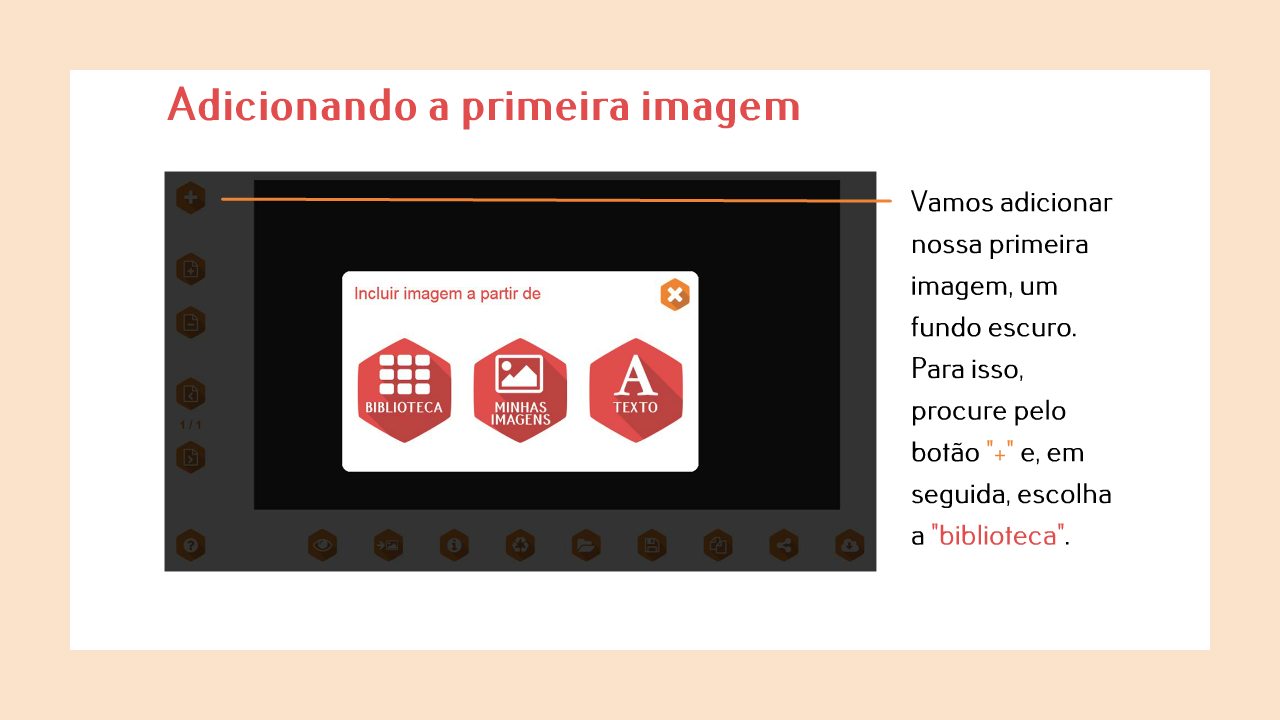 Adicionando a primeira imagem
Incluir imagem a partir de
BIBLIOTECA
MINHAS
IMAGENS
TEXTO
1 / 1
Vamos adicionar
nossa primeira
imagem, um
fundo escuro.
Para isso,
procure pelo
botão "+" e, em
seguida, escolha
a "biblioteca".